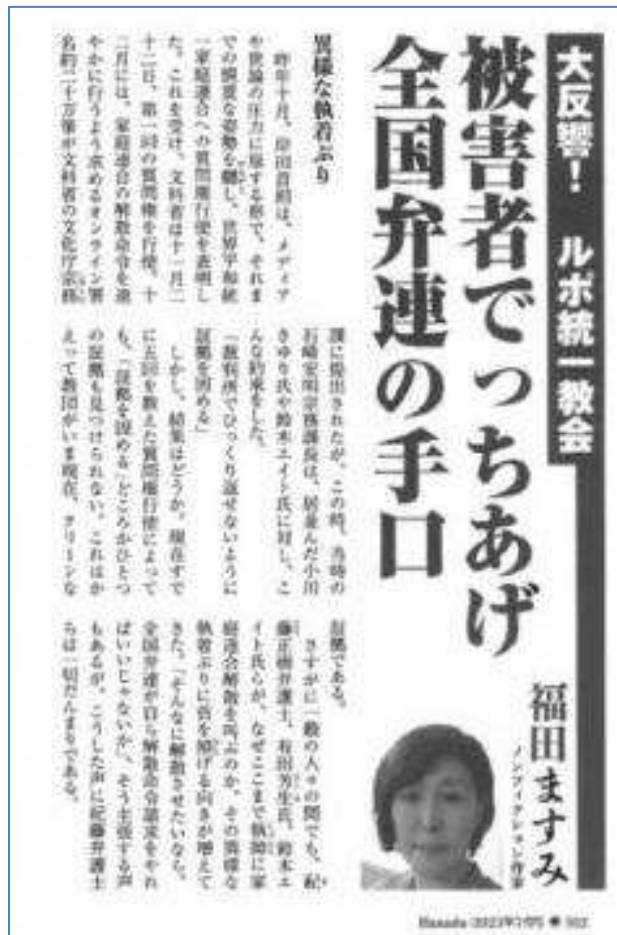 大反響！　ルポ統一教会
被害者でっちあげ
全国弁連の手口
福田ますみ
ノンフィクション作家
異様な執着ぶり
昨年十月、岸田首相は、メディア
や世論の圧力に屈する形で、それま
での慎重な姿勢を翻し、世界平和統
一家庭連合への質問権行使を表明し
た。これを受け、文科省は十一月二
十二日、第一回の質問権を行使。十
二月には、家庭連合の解散命令を速
やかに行うよう求めるオンライン署
名約二十万筆が文科省の文化庁宗務
課に提出されたが、この時、当時の
石崎宏明宗務課長は、居並んだ小川
さゆり氏や鈴木エイト氏に対し、こ
んな約束をした。
「裁判所でひっくり返せないように
証拠を固める」
しかし、結果はどうか。現在すで
に五回を数えた質問権行使によって
も、「証拠を固める」どころかひとつ
の証拠も見つけられない。これはか
えって教団がいま現在、クリーンな
証拠である。
さすがに一般の人々の間でも、紀
藤正樹弁護士、有田芳生氏、鈴木エ
イト氏らが、なぜここまで執拗に家
庭連合解散を叫ぶのか、その異様な
執着ぶりに首を傾げる向きが増えて
きた。「そんなに解散させたいなら、
全国弁連が自ら解散命令請求をやれ
ばいいじゃないか」、そう主張する声
もあるが、こうした声に紀藤弁護士
らは一切だんまりである。
Hanada-2023年7月号 ◆ 302